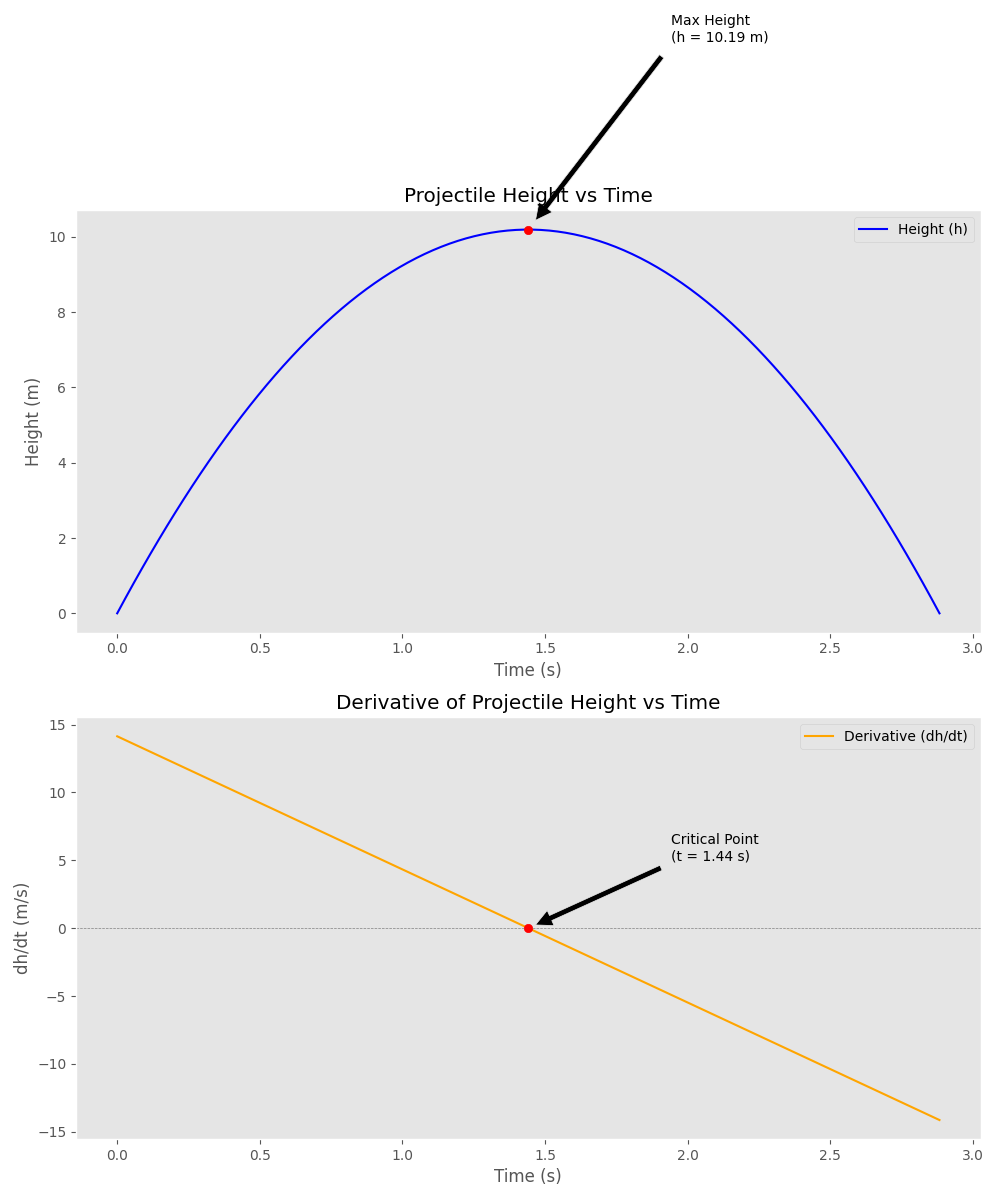 Max Height
(h = 10.19 m)
Projectile Height vs Time
Height (h)
10
8
6
4
2
0
Height (m)
0.0 0.5 1.0 1.5 2.0 2.5 3.0
Time (s)
Derivative of Projectile Height vs Time
Derivative (dh/dt)
15
10
5
0
−5
−10
−15
dh/dt (m/s)
Critical Point
(t = 1.44 s)
0.0 0.5 1.0 1.5 2.0 2.5 3.0
Time (s)